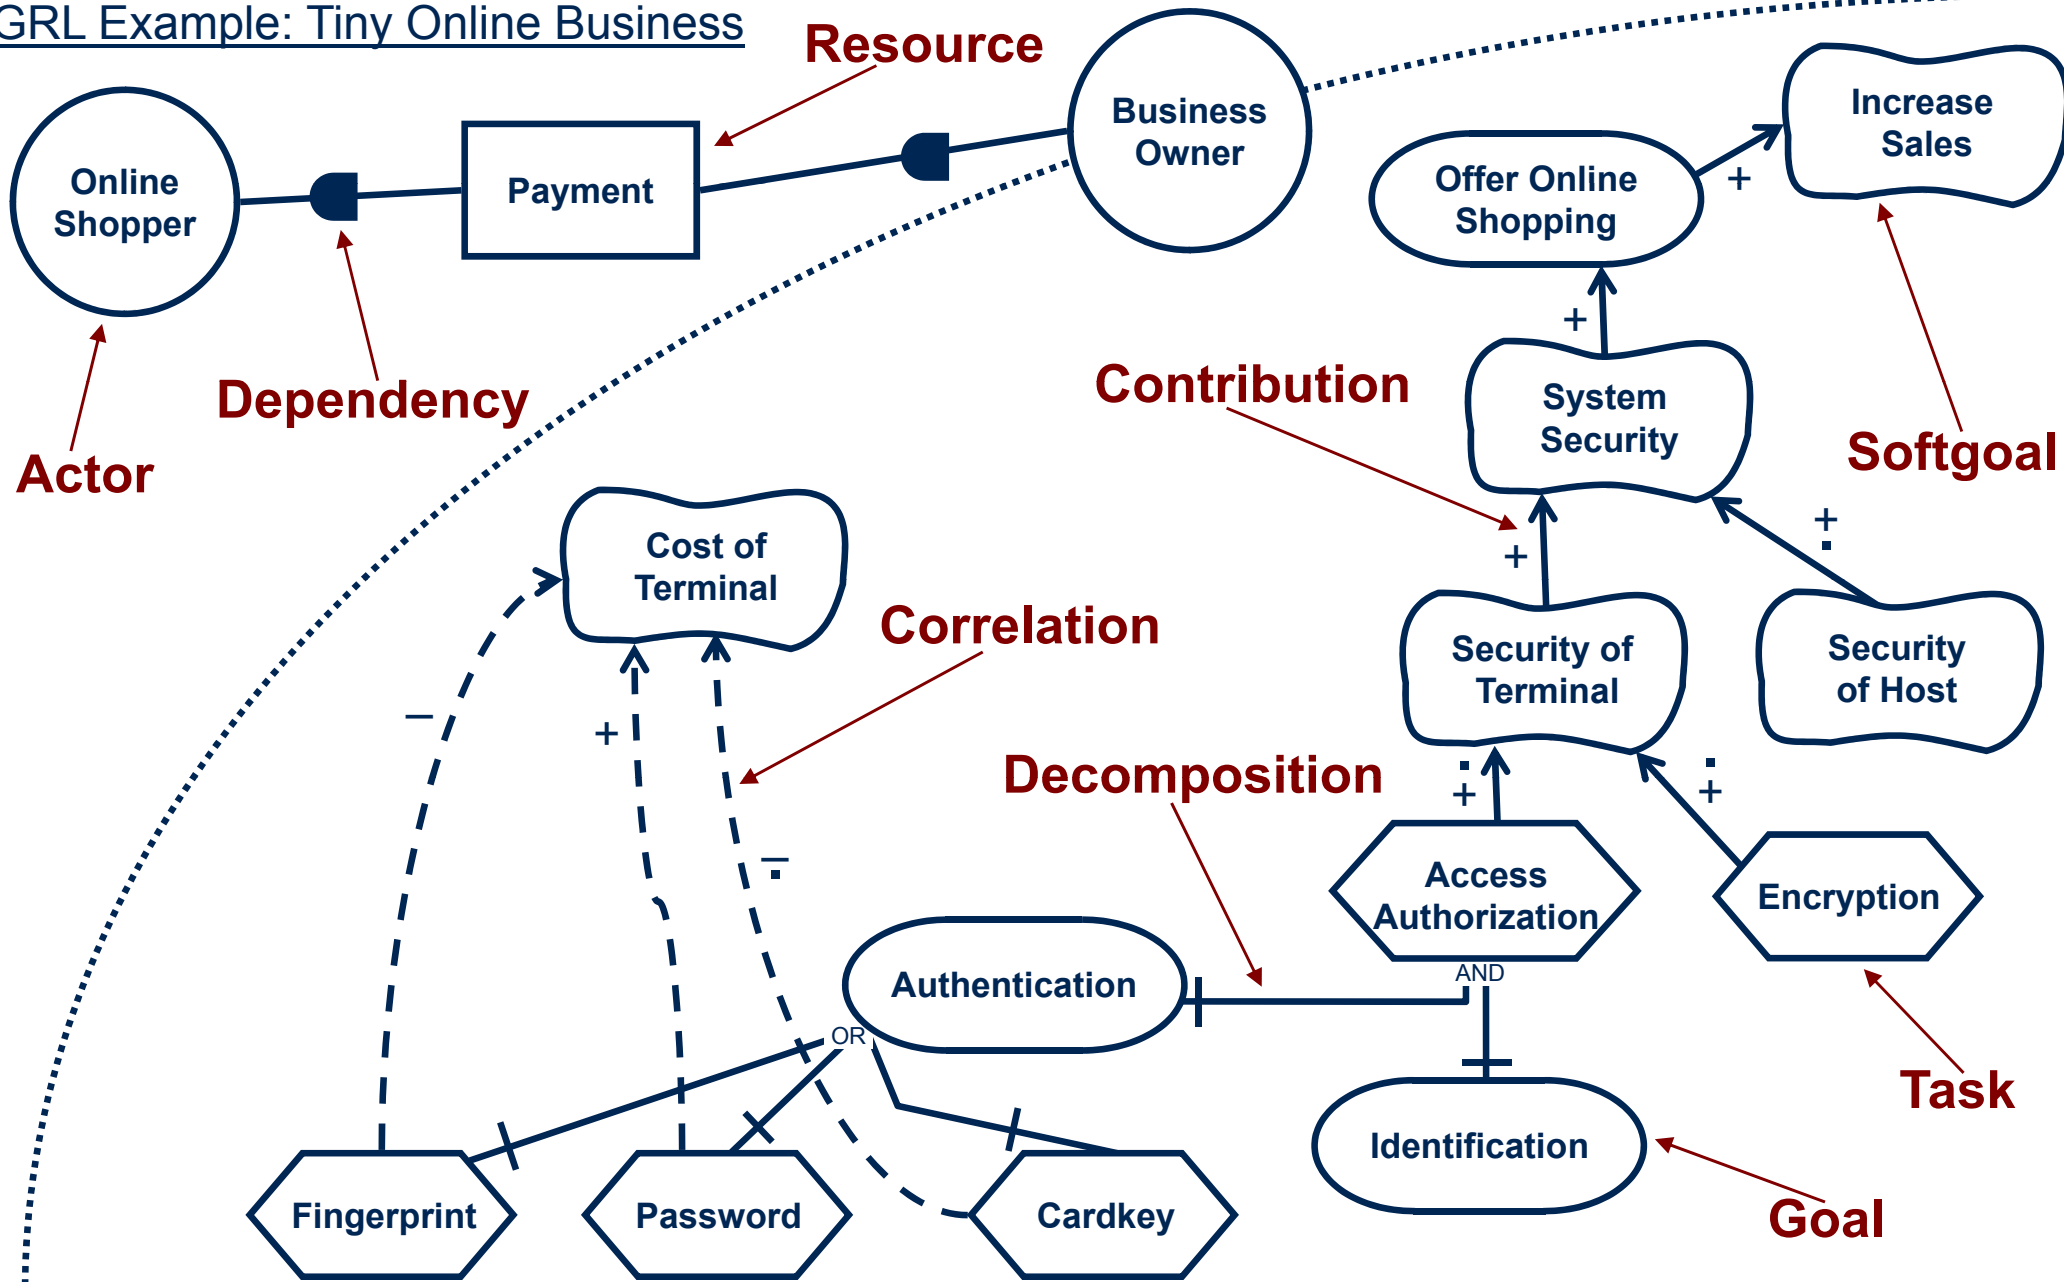 GRL Example: Tiny Online Business
Resource
Online
Shopper
Payment
Business
Owner
Offer Online
Shopping
Increase
Sales
+
+
Dependency
Actor
Contribution
System
Security
Softgoal
+
+
Cost of
Terminal
Correlation
Security of
Terminal
Security
of Host
–
+
–
Decomposition
+
+
Access
Authorization
Encryption
AND
Authentication
OR
Task
Identification
Goal
Fingerprint
Password
Cardkey